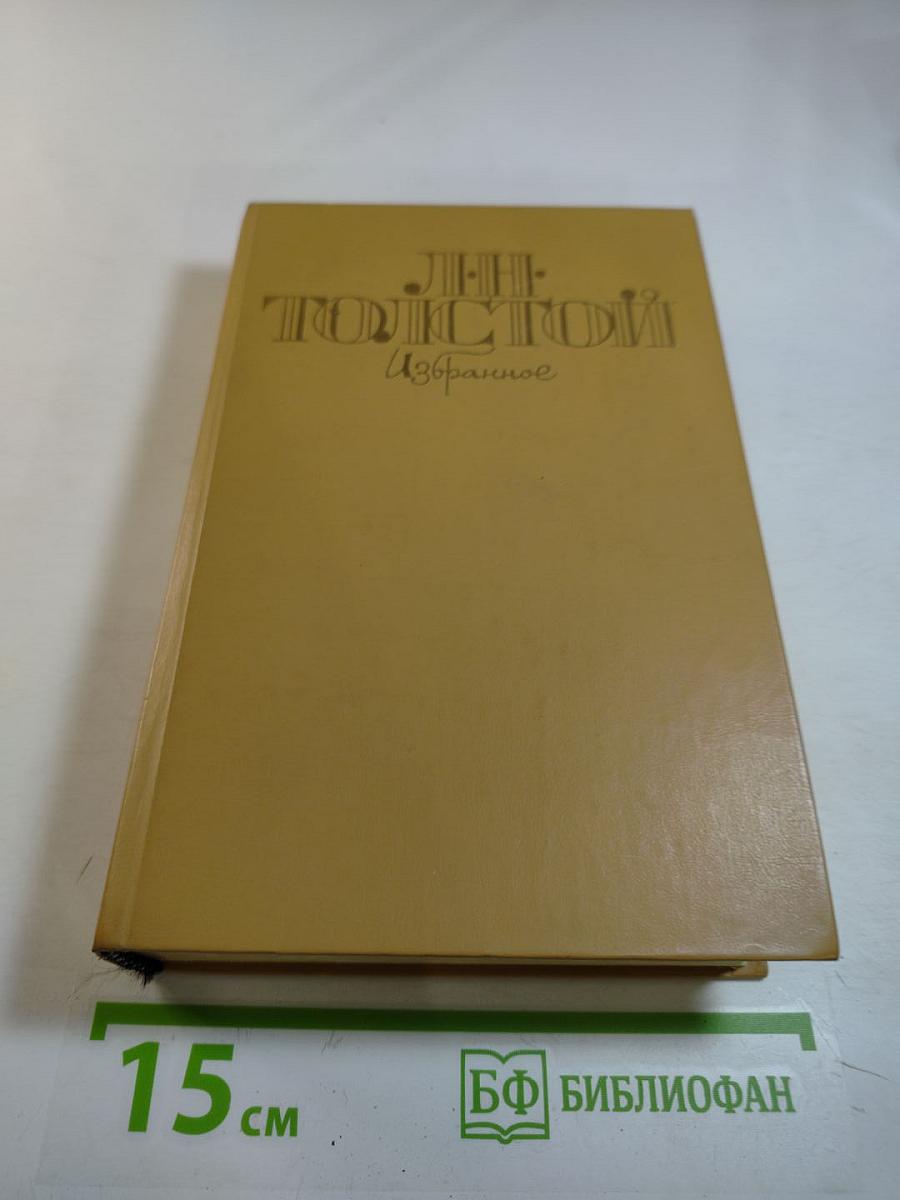 Л·Н·
ТОЛСТОЙ
Избранное
15 см
БФ БИБЛИОФАН